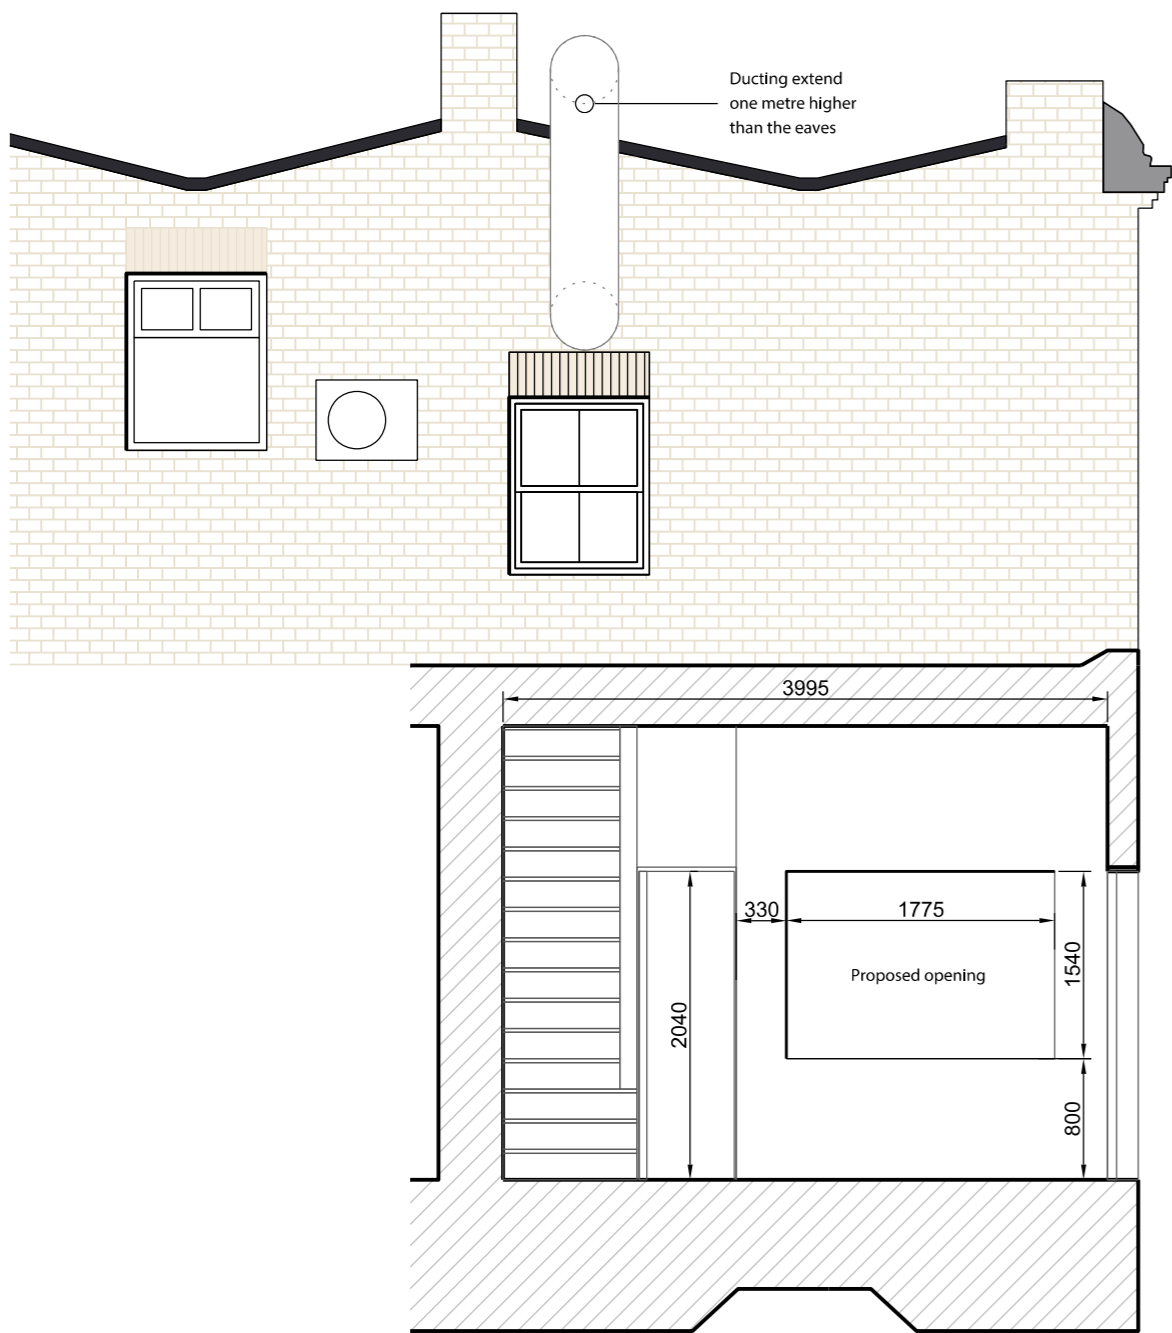 Ducting extend
one metre higher
than the eaves
3995
330
1775
1540
Proposed opening
2040
800